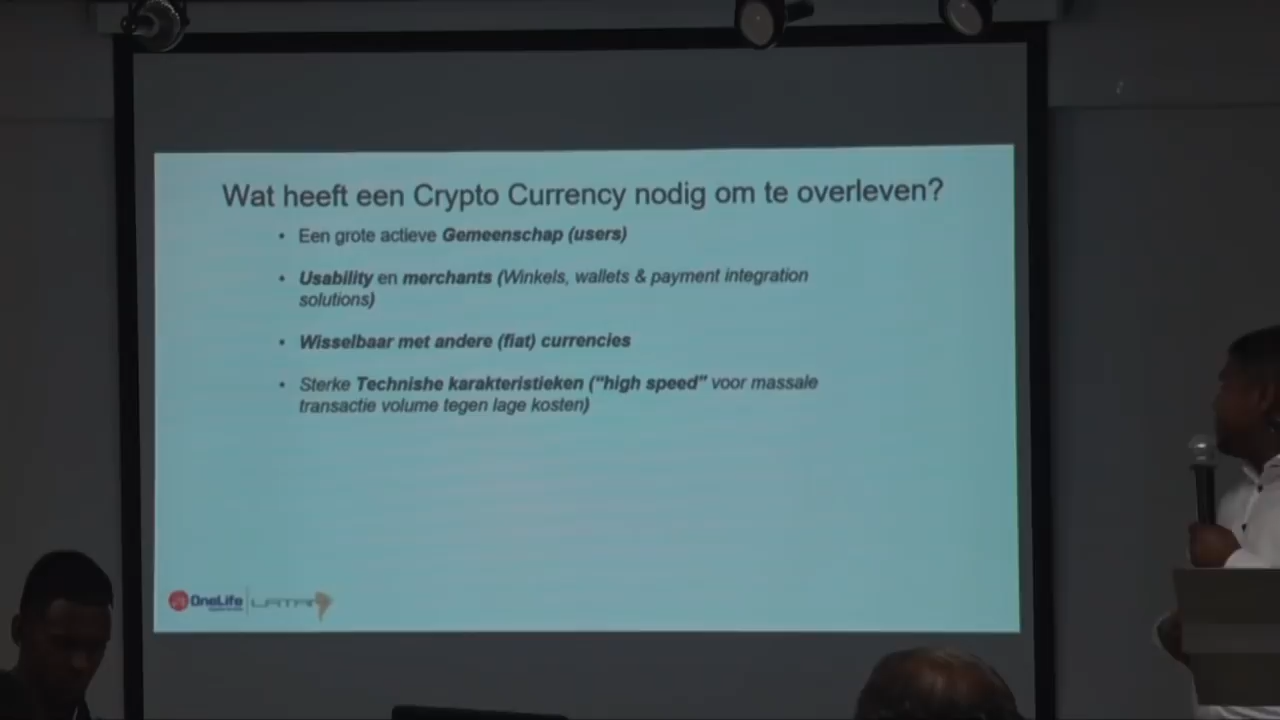 Wat heeft een Crypto Currency nodig om te overleven?
• Een grote actieve Gemeenschap (users)
• Usability en merchants (Winkels, wallets & payment integration
solutions)
• Wisselbaar met andere (fiat) currencies
• Sterke Technishe karakteristieken ("high speed" voor massale
transactie volume tegen lage kosten)
OneLife